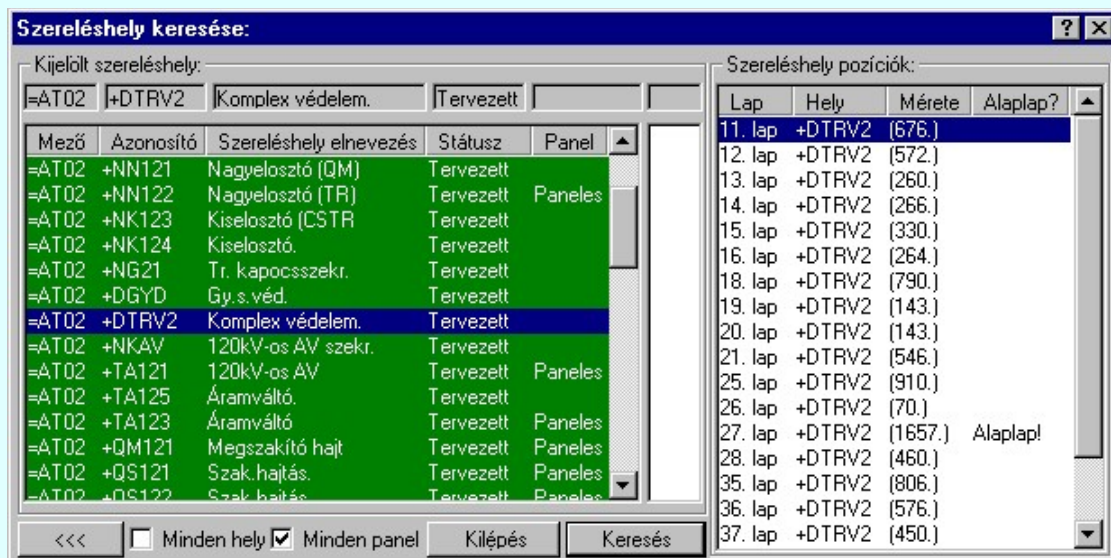 Szereléshely keresése:
Kijelölt szereléshely:
=AT02 +DTRV2 Komplex védelem. Tervezett
Mező Azonosító Szereléshely elnevezés Státusz Panel
=AT02 +NN121 Nagyelosztó (QM) Tervezett
=AT02 +NN122 Nagyelosztó (TR) Tervezett Paneles
=AT02 +NK123 Kiselosztó (CSTR Tervezett
=AT02 +NK124 Kiselosztó. Tervezett
=AT02 +NG21 Tr. kapocsszekr. Tervezett
=AT02 +DGYD Gy.s.véd. Tervezett
=AT02 +DTRV2 Komplex védelem. Tervezett
=AT02 +NKAV 120kV-os AV szekr. Tervezett
=AT02 +TA121 120kV-os AV Tervezett Paneles
=AT02 +TA125 Áramváltó. Tervezett
=AT02 +TA123 Áramváltó Tervezett Paneles
=AT02 +QM121 Megszakító hajt Tervezett Paneles
=AT02 +QS121 Szak.hajtás. Tervezett Paneles
=AT02 +QS122 Szak.hajtás Tervezett Paneles
<<< Minden hely Minden panel Kilépés Keresés
Szereléshely pozíciók:
Lap Hely Mérete Alaplap?
11. lap +DTRV2 (676.)
12. lap +DTRV2 (572.)
13. lap +DTRV2 (260.)
14. lap +DTRV2 (266.)
15. lap +DTRV2 (330.)
16. lap +DTRV2 (264.)
18. lap +DTRV2 (790.)
19. lap +DTRV2 (143.)
20. lap +DTRV2 (143.)
21. lap +DTRV2 (546.)
25. lap +DTRV2 (910.)
26. lap +DTRV2 (70.)
27. lap +DTRV2 (1657.) Alaplap!
28. lap +DTRV2 (460.)
35. lap +DTRV2 (806.)
36. lap +DTRV2 (576.)
37. lap +DTRV2 (450.)